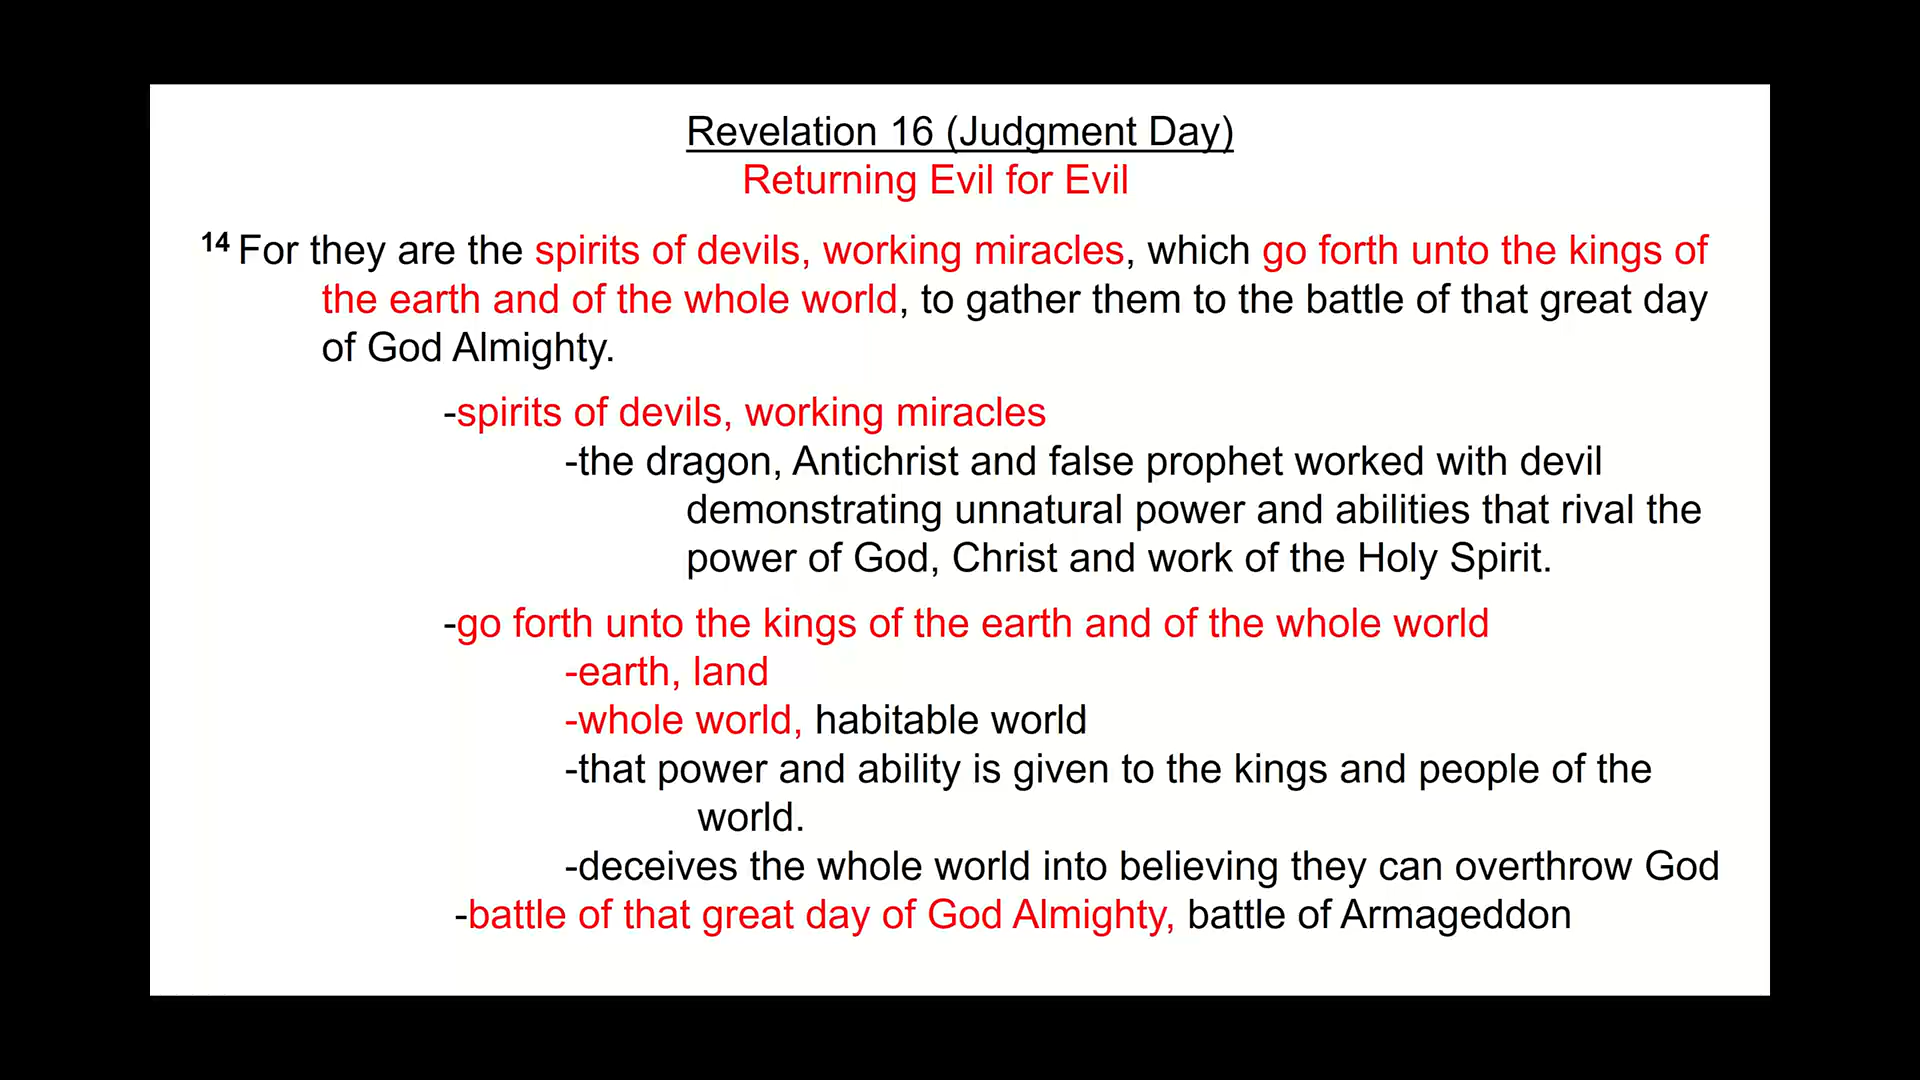 Revelation 16 (Judgment Day)
Returning Evil for Evil
14 For they are the spirits of devils, working miracles, which go forth unto the kings of
the earth and of the whole world, to gather them to the battle of that great day
of God Almighty.
-spirits of devils, working miracles
-the dragon, Antichrist and false prophet worked with devil
demonstrating unnatural power and abilities that rival the
power of God, Christ and work of the Holy Spirit.
-go forth unto the kings of the earth and of the whole world
-earth, land
-whole world, habitable world
-that power and ability is given to the kings and people of the
world.
-deceives the whole world into believing they can overthrow God
-battle of that great day of God Almighty, battle of Armageddon